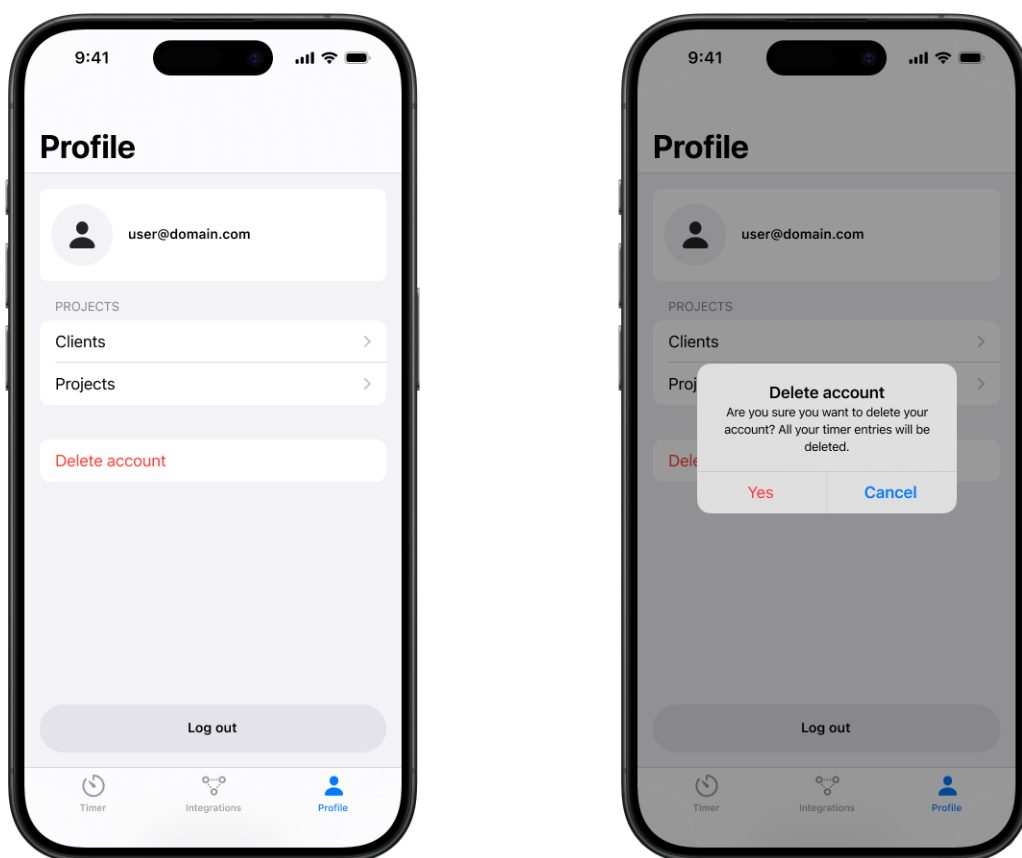 9:41
Profile
user@domain.com
PROJECTS
Clients
Projects
Delete account
Log out
Timer
Integrations
Profile
9:41
Profile
user@domain.com
PROJECTS
Clients
Proj
Delete account
Are you sure you want to delete your
account? All your timer entries will be
deleted.
Dele
Yes
Cancel
Log out
Timer
Integrations
Profile